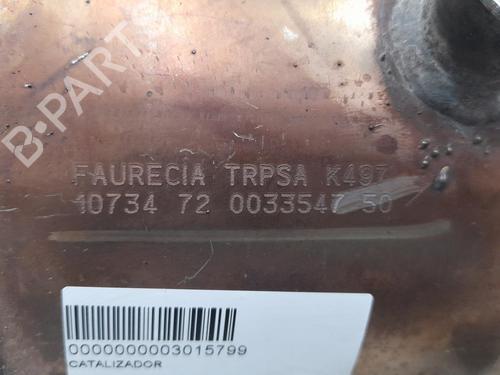 B-PARTS
FAURECIA TRPSA K497
10734 72 0033547 50
0000000003015799
CATALIZADOR